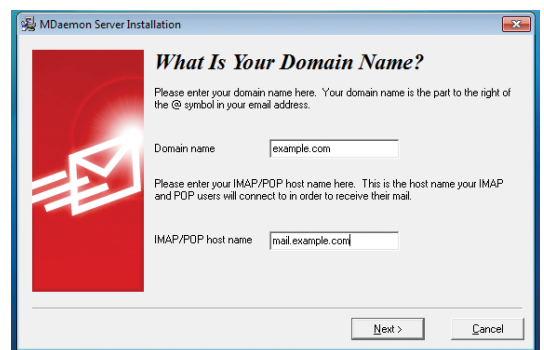 MDaemon Server Installation
What Is Your Domain Name?
Please enter your domain name here. Your domain name is the part to the right of
the @ symbol in your email address.
Domain name
example.com
Please enter your IMAP/POP host name here. This is the host name your IMAP
and POP users will connect to in order to receive their mail.
IMAP/POP host name
mail.example.com
Next >
Cancel